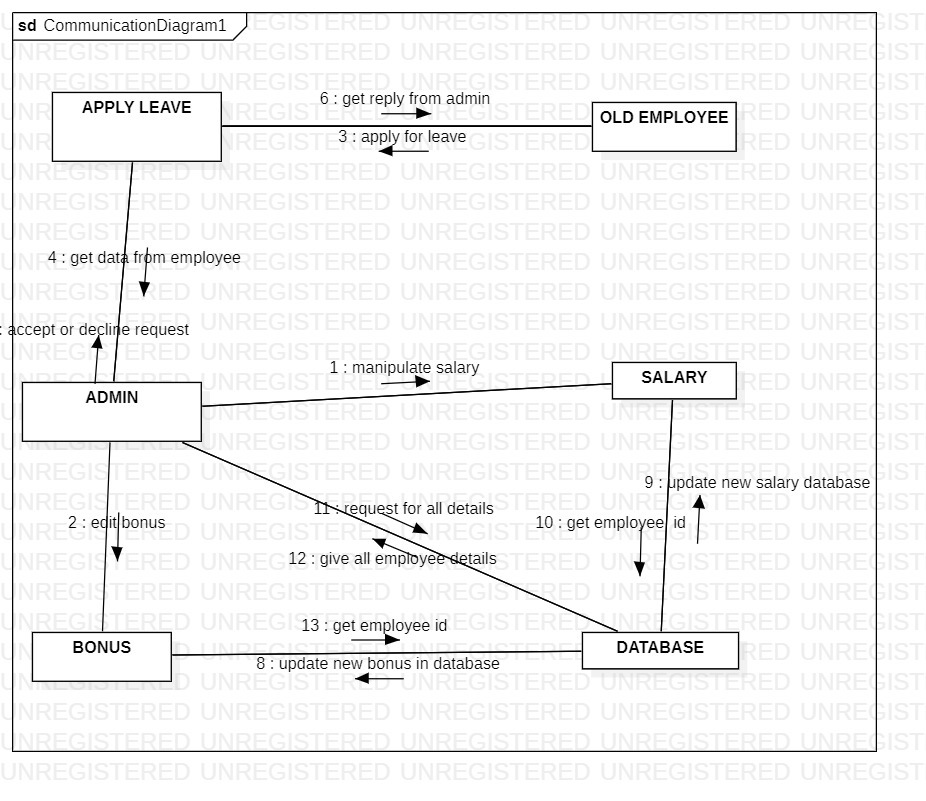 sd CommunicationDiagram1
APPLY LEAVE
6 : get reply from admin
OLD EMPLOYEE
3 : apply for leave
4 : get data from employee
: accept or decline request
1 : manipulate salary
SALARY
ADMIN
9 : update new salary database
11 : request for all details
2 : edit bonus
10 : get employee id
12 : give all employee details
13 : get employee id
BONUS
DATABASE
8 : update new bonus in database
UNREGISTERED